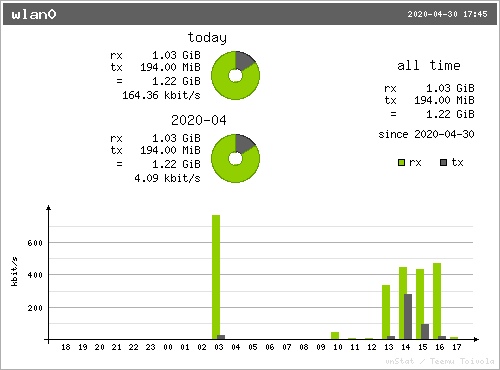 wlan0 2020-04-30 17:45
today
rx 1.03 GiB
tx 194.00 MiB
= 1.22 GiB
164.36 kbit/s
2020-04
rx 1.03 GiB
tx 194.00 MiB
= 1.22 GiB
4.09 kbit/s
all time
rx 1.03 GiB
tx 194.00 MiB
= 1.22 GiB
since 2020-04-30
rx tx
kbit/s
600
400
200
18 19 20 21 22 23 00 01 02 03 04 05 06 07 08 09 10 11 12 13 14 15 16 17
vnStat / Teemu Toivola